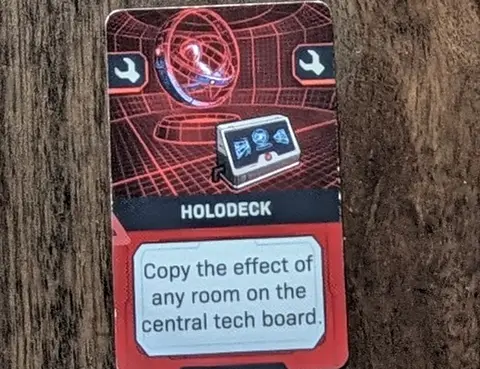 HOLODECK
Copy the effect of
any room on the
central tech board.